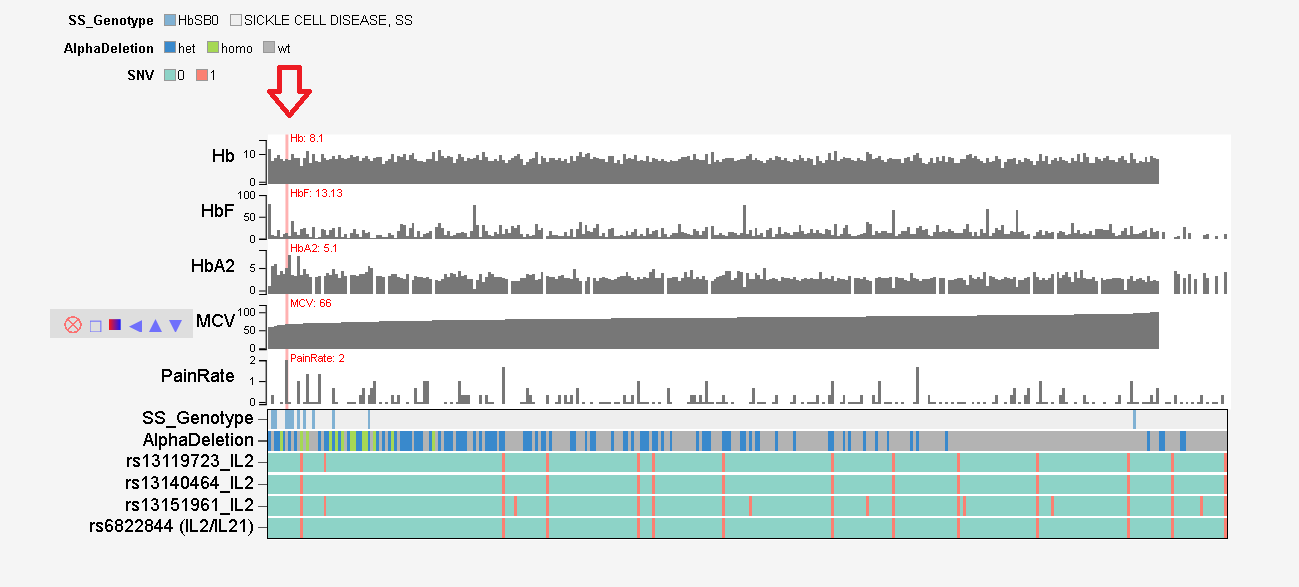 SS_Genotype HbSB0 SICKLE CELL DISEASE, SS
AlphaDeletion het homo wt
SNV 0 1
Hb: 8.1
Hb 10
0
HbF: 13.13
100
HbF 50
0
HbA2: 5.1
HbA2 5
0
MCV: 66
100
MCV 50
0
PainRate: 2
2
PainRate 1
0
SS_Genotype
AlphaDeletion
rs13119723_IL2
rs13140464_IL2
rs13151961_IL2
rs6822844 (IL2/IL21)